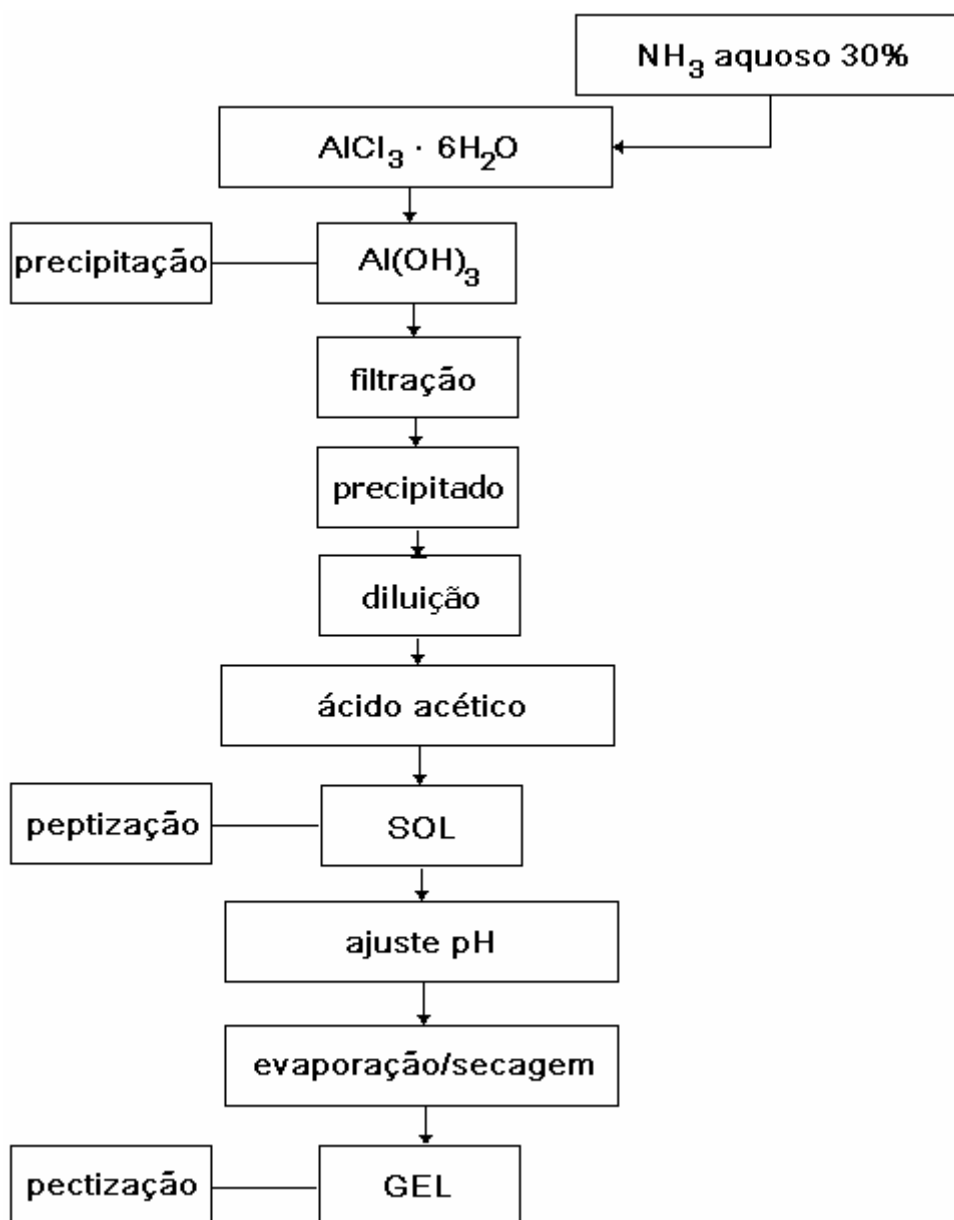 NH₃ aquoso 30%
AlCl₃ · 6H₂O
precipitação
Al(OH)₃
filtração
precipitado
diluição
ácido acético
peptização
SOL
ajuste pH
evaporação/secagem
pectização
GEL